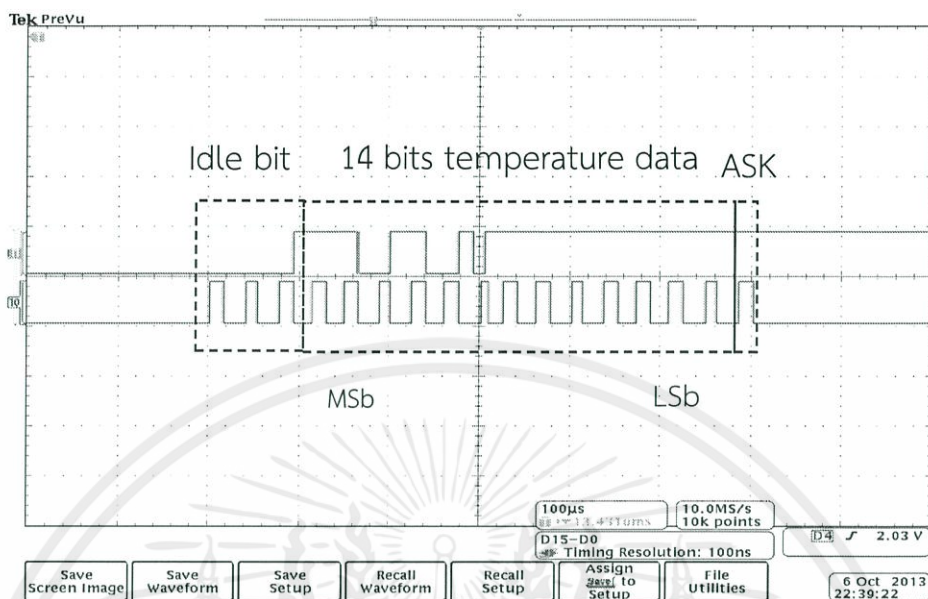 Tek PreVu
Idle bit 14 bits temperature data ASK
10
MSb LSb
100µs 10.0MS/s
10k points
D15-D0
Timing Resolution: 100ns
D4 2.03 V
Save Screen Image
Save Waveform
Save Setup
Recall Waveform
Recall Setup
Assign Save to Setup
File Utilities
6 Oct 2013
22:39:22